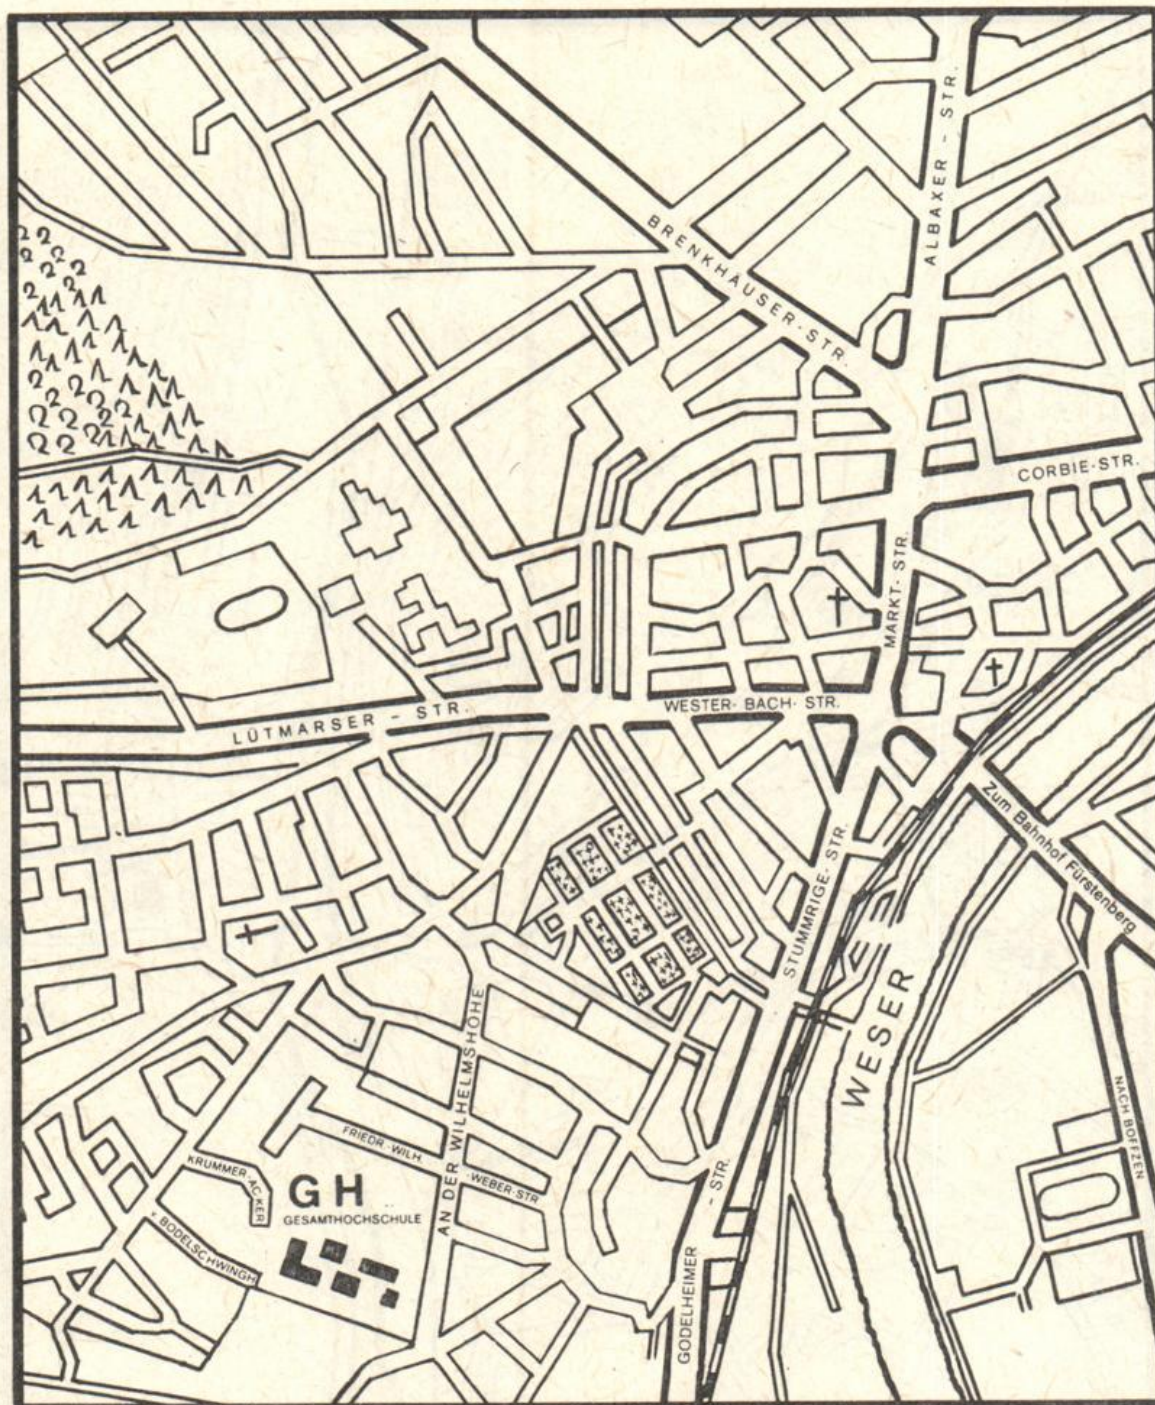 ALBAXER - STR.
BRENKHAUSER-STR.
CORBIE-STR.
MARKT-STR.
LÜTMARSER - STR.
WESTER-BACH-STR.
Zum Bahnhof Fürstenberg
STUMMRIGE-STR.
WESER
AN DER WILHELMSHÖHE
NACH BOFFZEN
FRIEDR.-WILH.
-WEBER-STR
KRUMMER-ACKER
GH
GESAMTHOCHSCHULE
v. BODELSCHWINGH
GODELHEIMER
- STR.